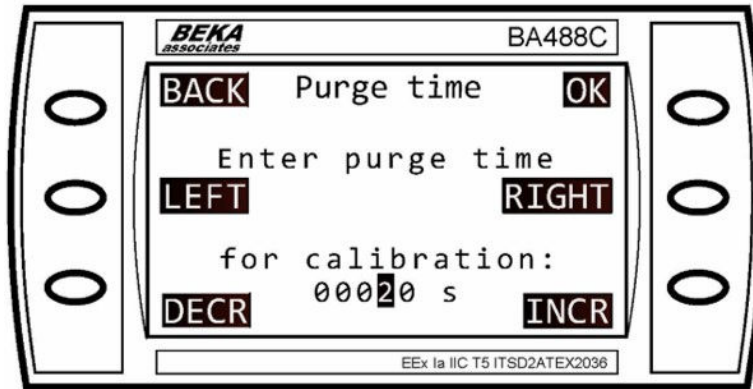 BEKA
associates
BA488C
BACK Purge time OK
Enter purge time
LEFT RIGHT
for calibration:
00020 s
DECR INCR
EEx Ia IIC T5 ITSD2ATEX2036